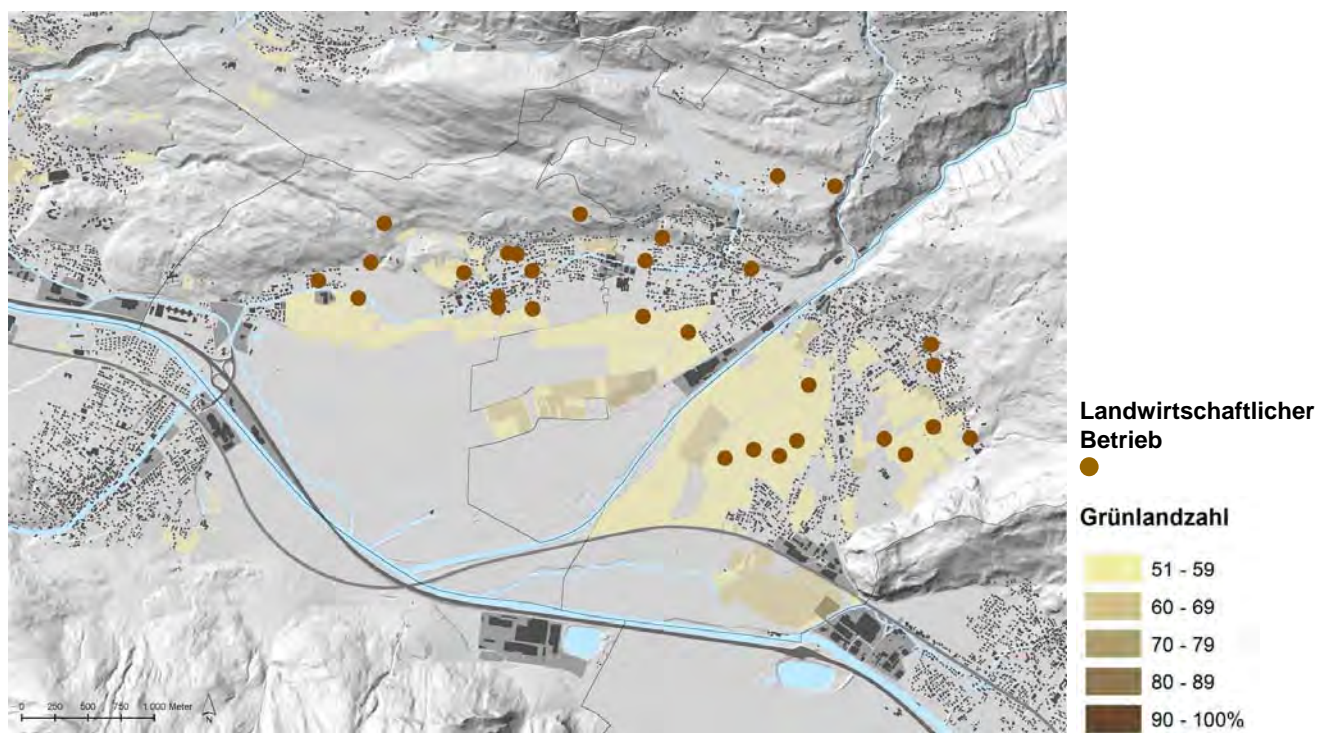 Landwirtschaftlicher
Betrieb
Grünlandzahl
51 - 59
60 - 69
70 - 79
80 - 89
90 - 100%
0 250 500 750 1.000 Meter
N